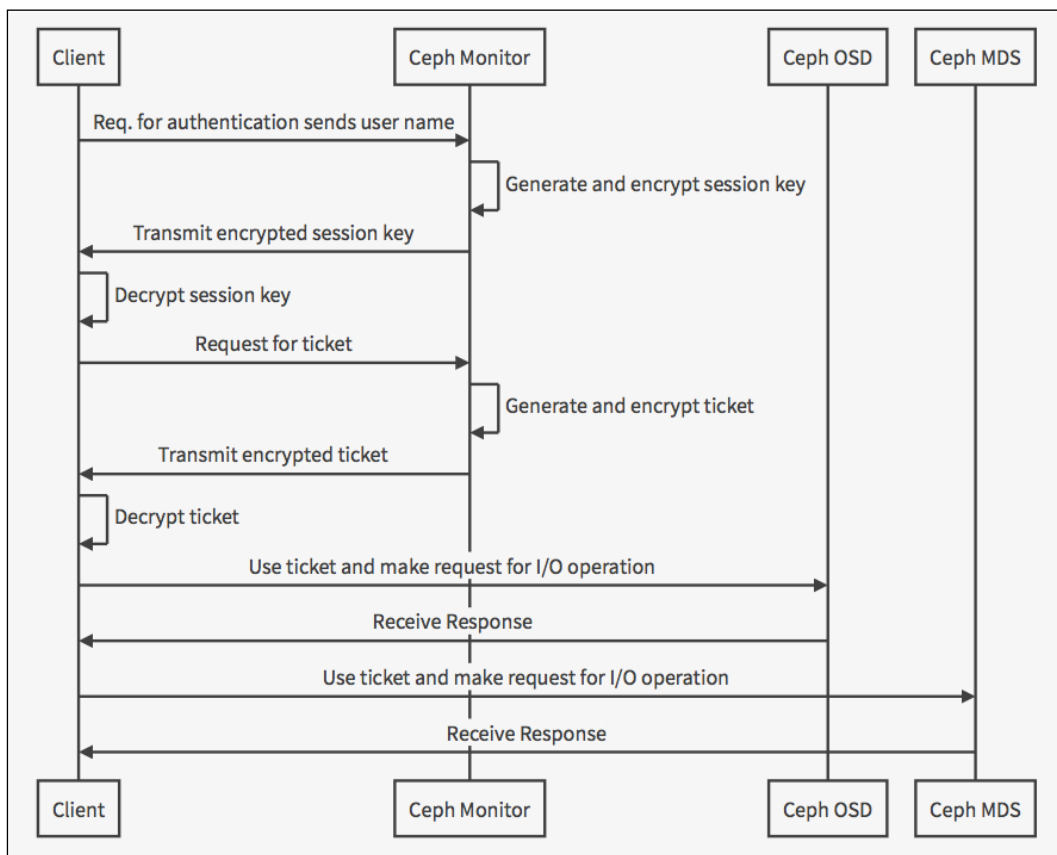 Client
Ceph Monitor
Ceph OSD
Ceph MDS
Req. for authentication sends user name
Generate and encrypt session key
Transmit encrypted session key
Decrypt session key
Request for ticket
Generate and encrypt ticket
Transmit encrypted ticket
Decrypt ticket
Use ticket and make request for I/O operation
Receive Response
Use ticket and make request for I/O operation
Receive Response
Client
Ceph Monitor
Ceph OSD
Ceph MDS